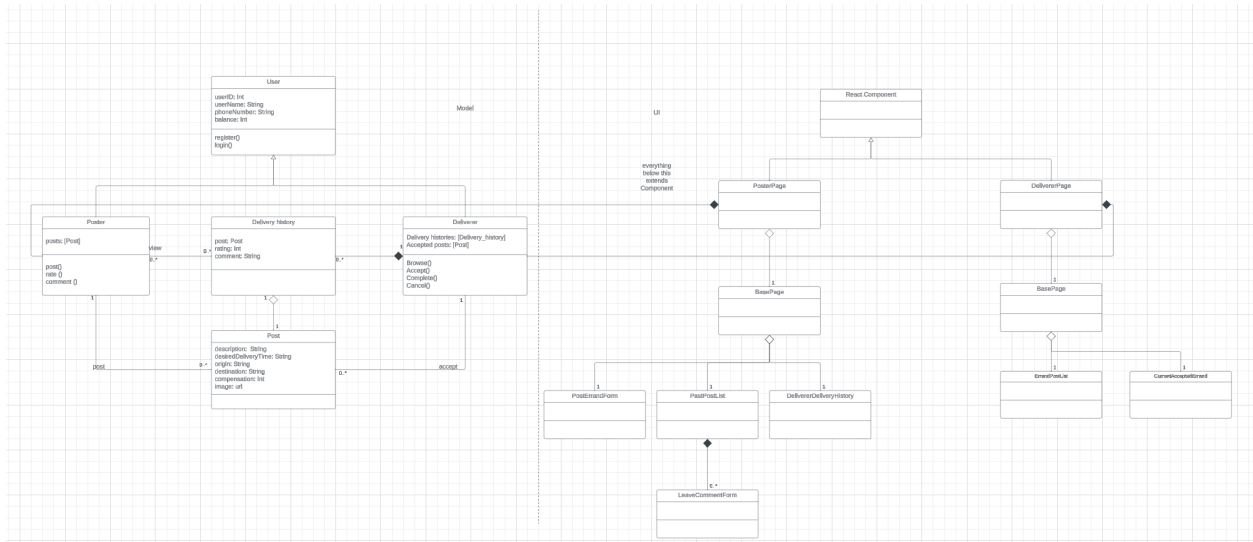 User
userID: Int
userName: String
phoneNumber: String
balance: Int
register()
login()
Model
UI
React Component
everything
below this
extends
Component
PosterPage
DelivererPage
Poster
posts: [Post]
post()
rate ()
comment ()
view
0..*
0..*
Delivery history
post: Post
rating: Int
comment: String
0..*
1
Deliverer
Delivery histories: [Delivery_history]
Accepted posts: [Post]
Browse()
Accept()
Complete()
Cancel()
1
1
1
1
Post
description: String
desiredDeliveryTime: String
origin: String
destination: String
compensation: Int
image: url
post
0..*
0..*
accept
1
BasePage
1
BasePage
1
1
1
PostErrandForm
PastPostList
DelivererDeliveryHistory
1
1
ErrandPostList
CurrentAcceptedErrand
0..*
LeaveCommentForm